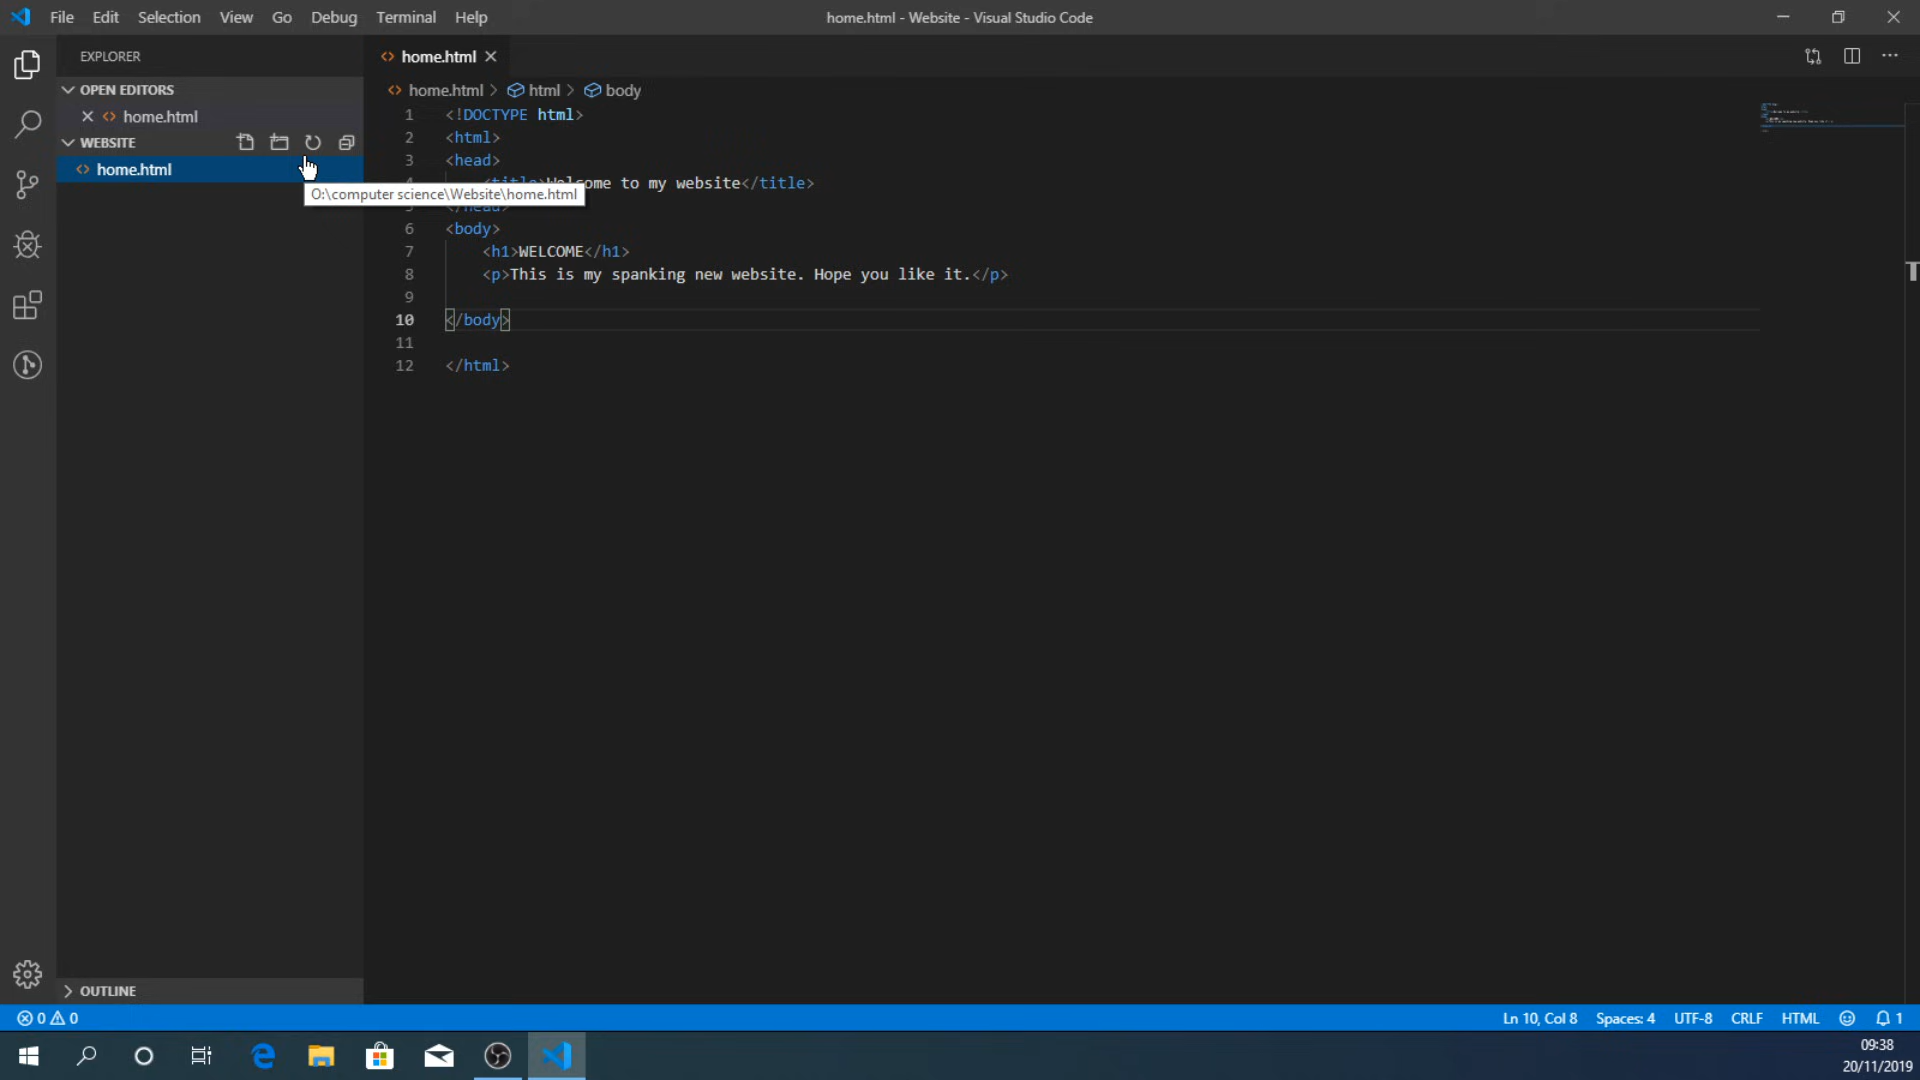 File Edit Selection View Go Debug Terminal Help
home.html - Website - Visual Studio Code
EXPLORER
OPEN EDITORS
home.html
WEBSITE
home.html
O:\computer science\Website\home.html
home.html
home.html > html > body
1 <!DOCTYPE html>
2 <html>
3 <head>
4 <title>Welcome to my website</title>
5 </head>
6 <body>
7 <h1>WELCOME</h1>
8 <p>This is my spanking new website. Hope you like it.</p>
9
10 </body>
11
12 </html>
OUTLINE
0 0
Ln 10, Col 8 Spaces: 4 UTF-8 CRLF HTML 1
09:38
20/11/2019